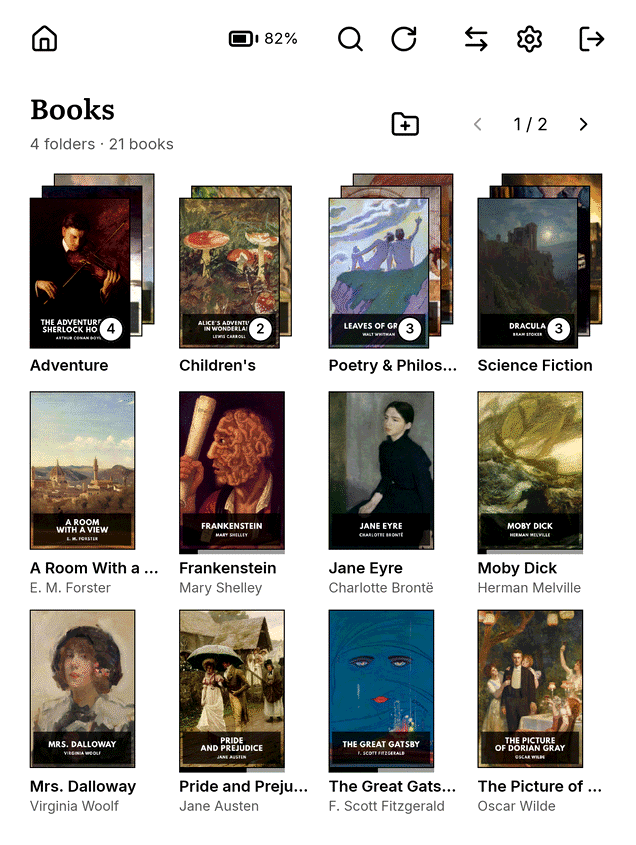 82%
Books
4 folders · 21 books
1 / 2
THE ADVENTUR
SHERLOCK HO
ARTHUR CONAN DOYL
4
ALICE'S ADVENTU
IN WONDERLA
LEWIS CARROLL
2
LEAVES OF GR
WALT WHITMAN
3
DRACULA
BRAM STOKER
3
Adventure
Children's
Poetry & Philos...
Science Fiction
A ROOM
WITH A VIEW
E. M. FORSTER
FRANKENSTEIN
MARY SHELLEY
JANE EYRE
CHARLOTTE BRONTË
MOBY DICK
HERMAN MELVILLE
A Room With a ...
E. M. Forster
Frankenstein
Mary Shelley
Jane Eyre
Charlotte Brontë
Moby Dick
Herman Melville
MRS. DALLOWAY
VIRGINIA WOOLF
PRIDE
AND PREJUDICE
JANE AUSTEN
THE GREAT GATSBY
F. SCOTT FITZGERALD
THE PICTURE
OF DORIAN GRAY
OSCAR WILDE
Mrs. Dalloway
Virginia Woolf
Pride and Preju...
Jane Austen
The Great Gats...
F. Scott Fitzgerald
The Picture of ...
Oscar Wilde